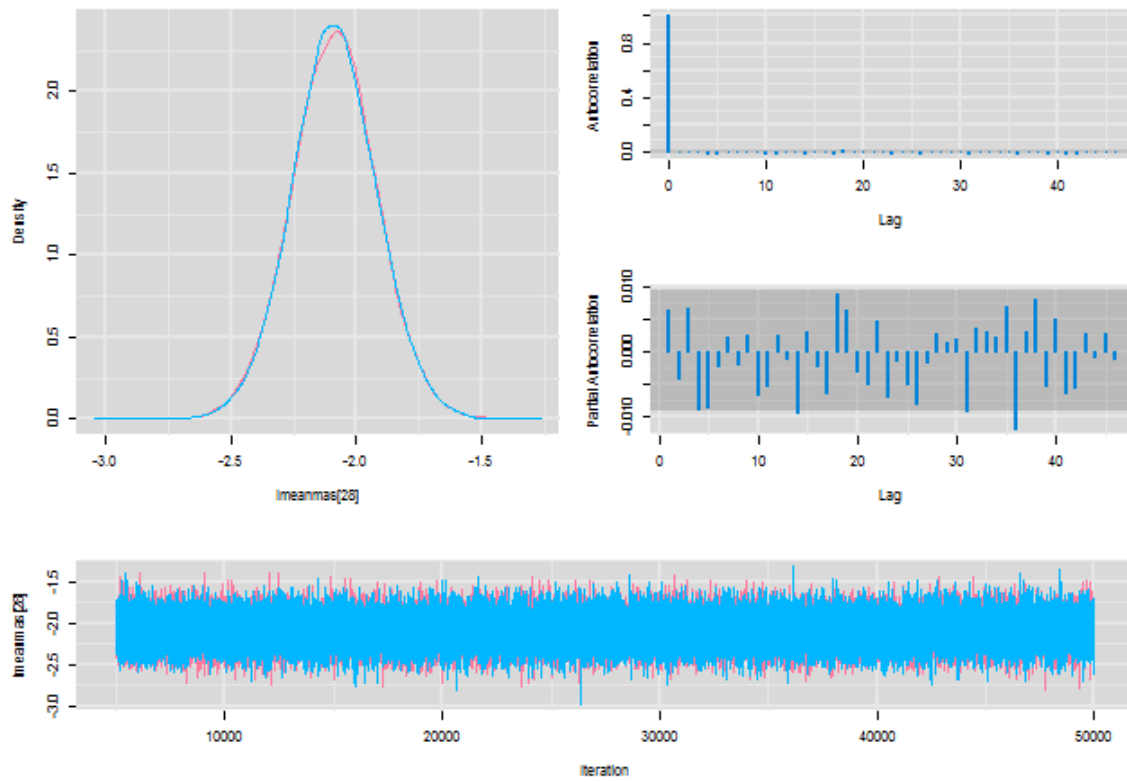 Density
2.0
1.5
1.0
0.5
0.0
-3.0 -2.5 -2.0 -1.5
lmeanmas[28]
Autocorrelation
0.8
0.4
0.0
0 10 20 30 40
Lag
Partial Autocorrelation
0.010
0.000
-0.010
0 10 20 30 40
Lag
lmeanmas[28]
-1.5
-2.0
-2.5
-3.0
10000 20000 30000 40000 50000
Iteration